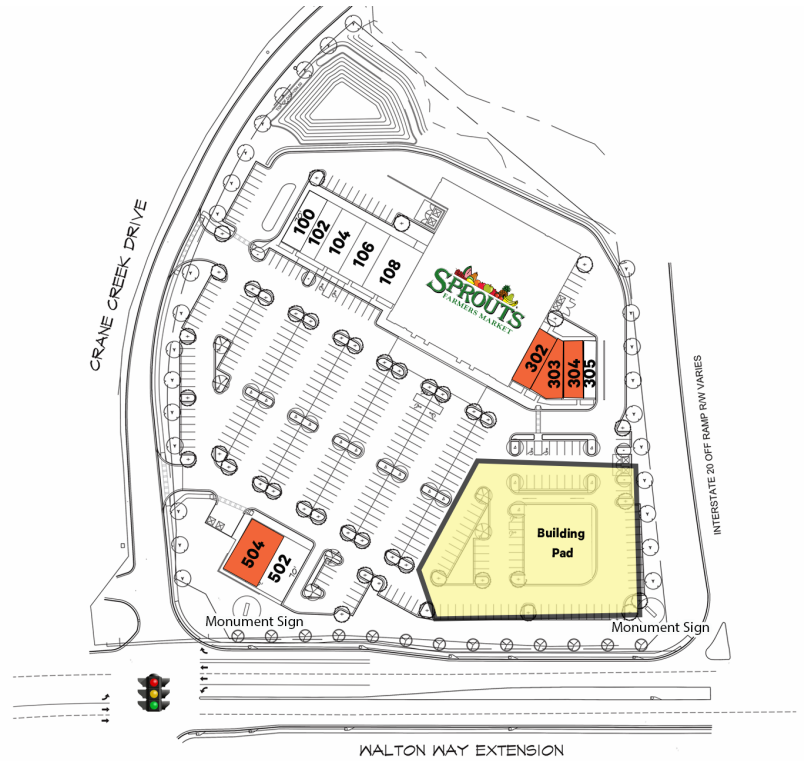 CRANE CREEK DRIVE
100
102
104
106
108
SPROUTS
FARMERS MARKET
302
303
304
305
INTERSTATE 20 OFF RAMP R/W VARIES
Building
Pad
504
502
Monument Sign
Monument Sign
WALTON WAY EXTENSION